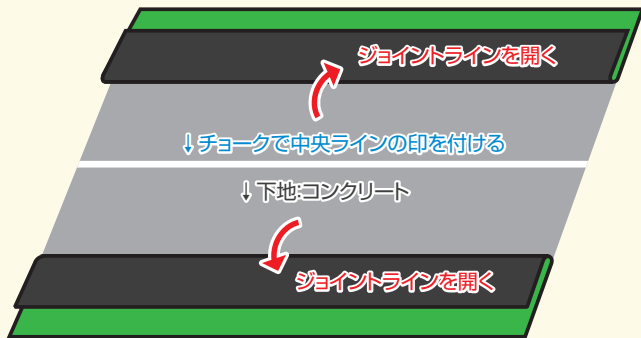 ジョイントラインを開く
↓チョークで中央ラインの印を付ける
↓下地:コンクリート
ジョイントラインを開く